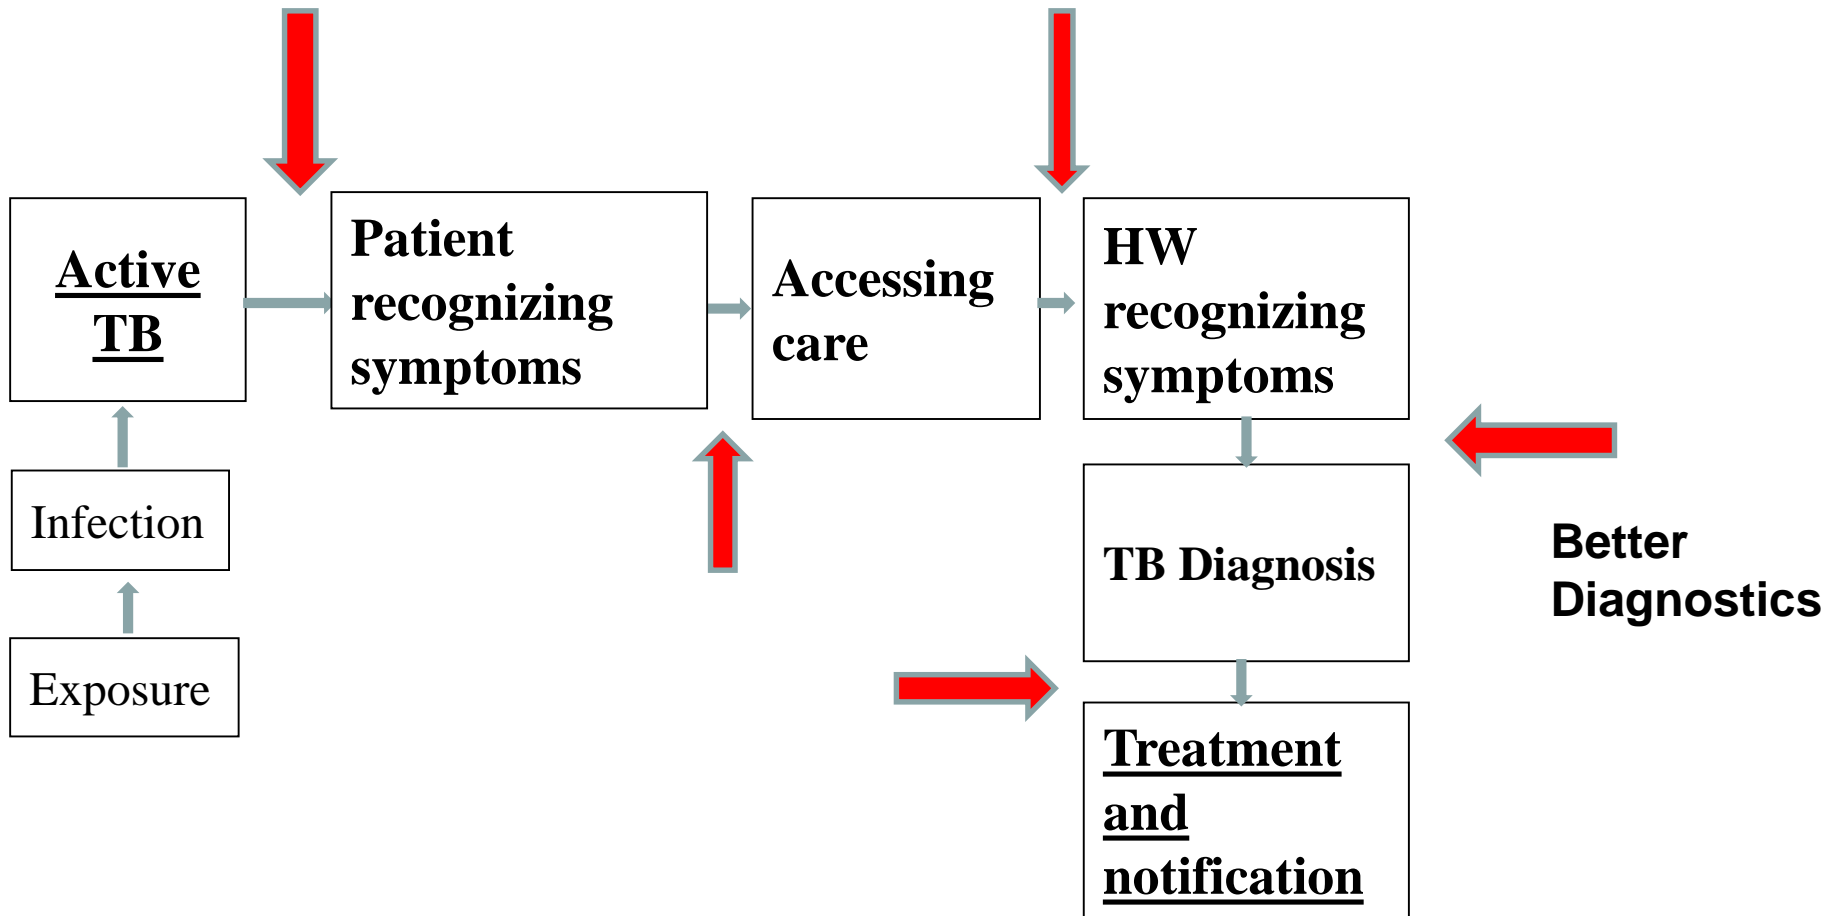 Active
TB
Patient
recognizing
symptoms
Accessing
care
HW
recognizing
symptoms
Infection
TB Diagnosis
Better
Diagnostics
Exposure
Treatment
and
notification